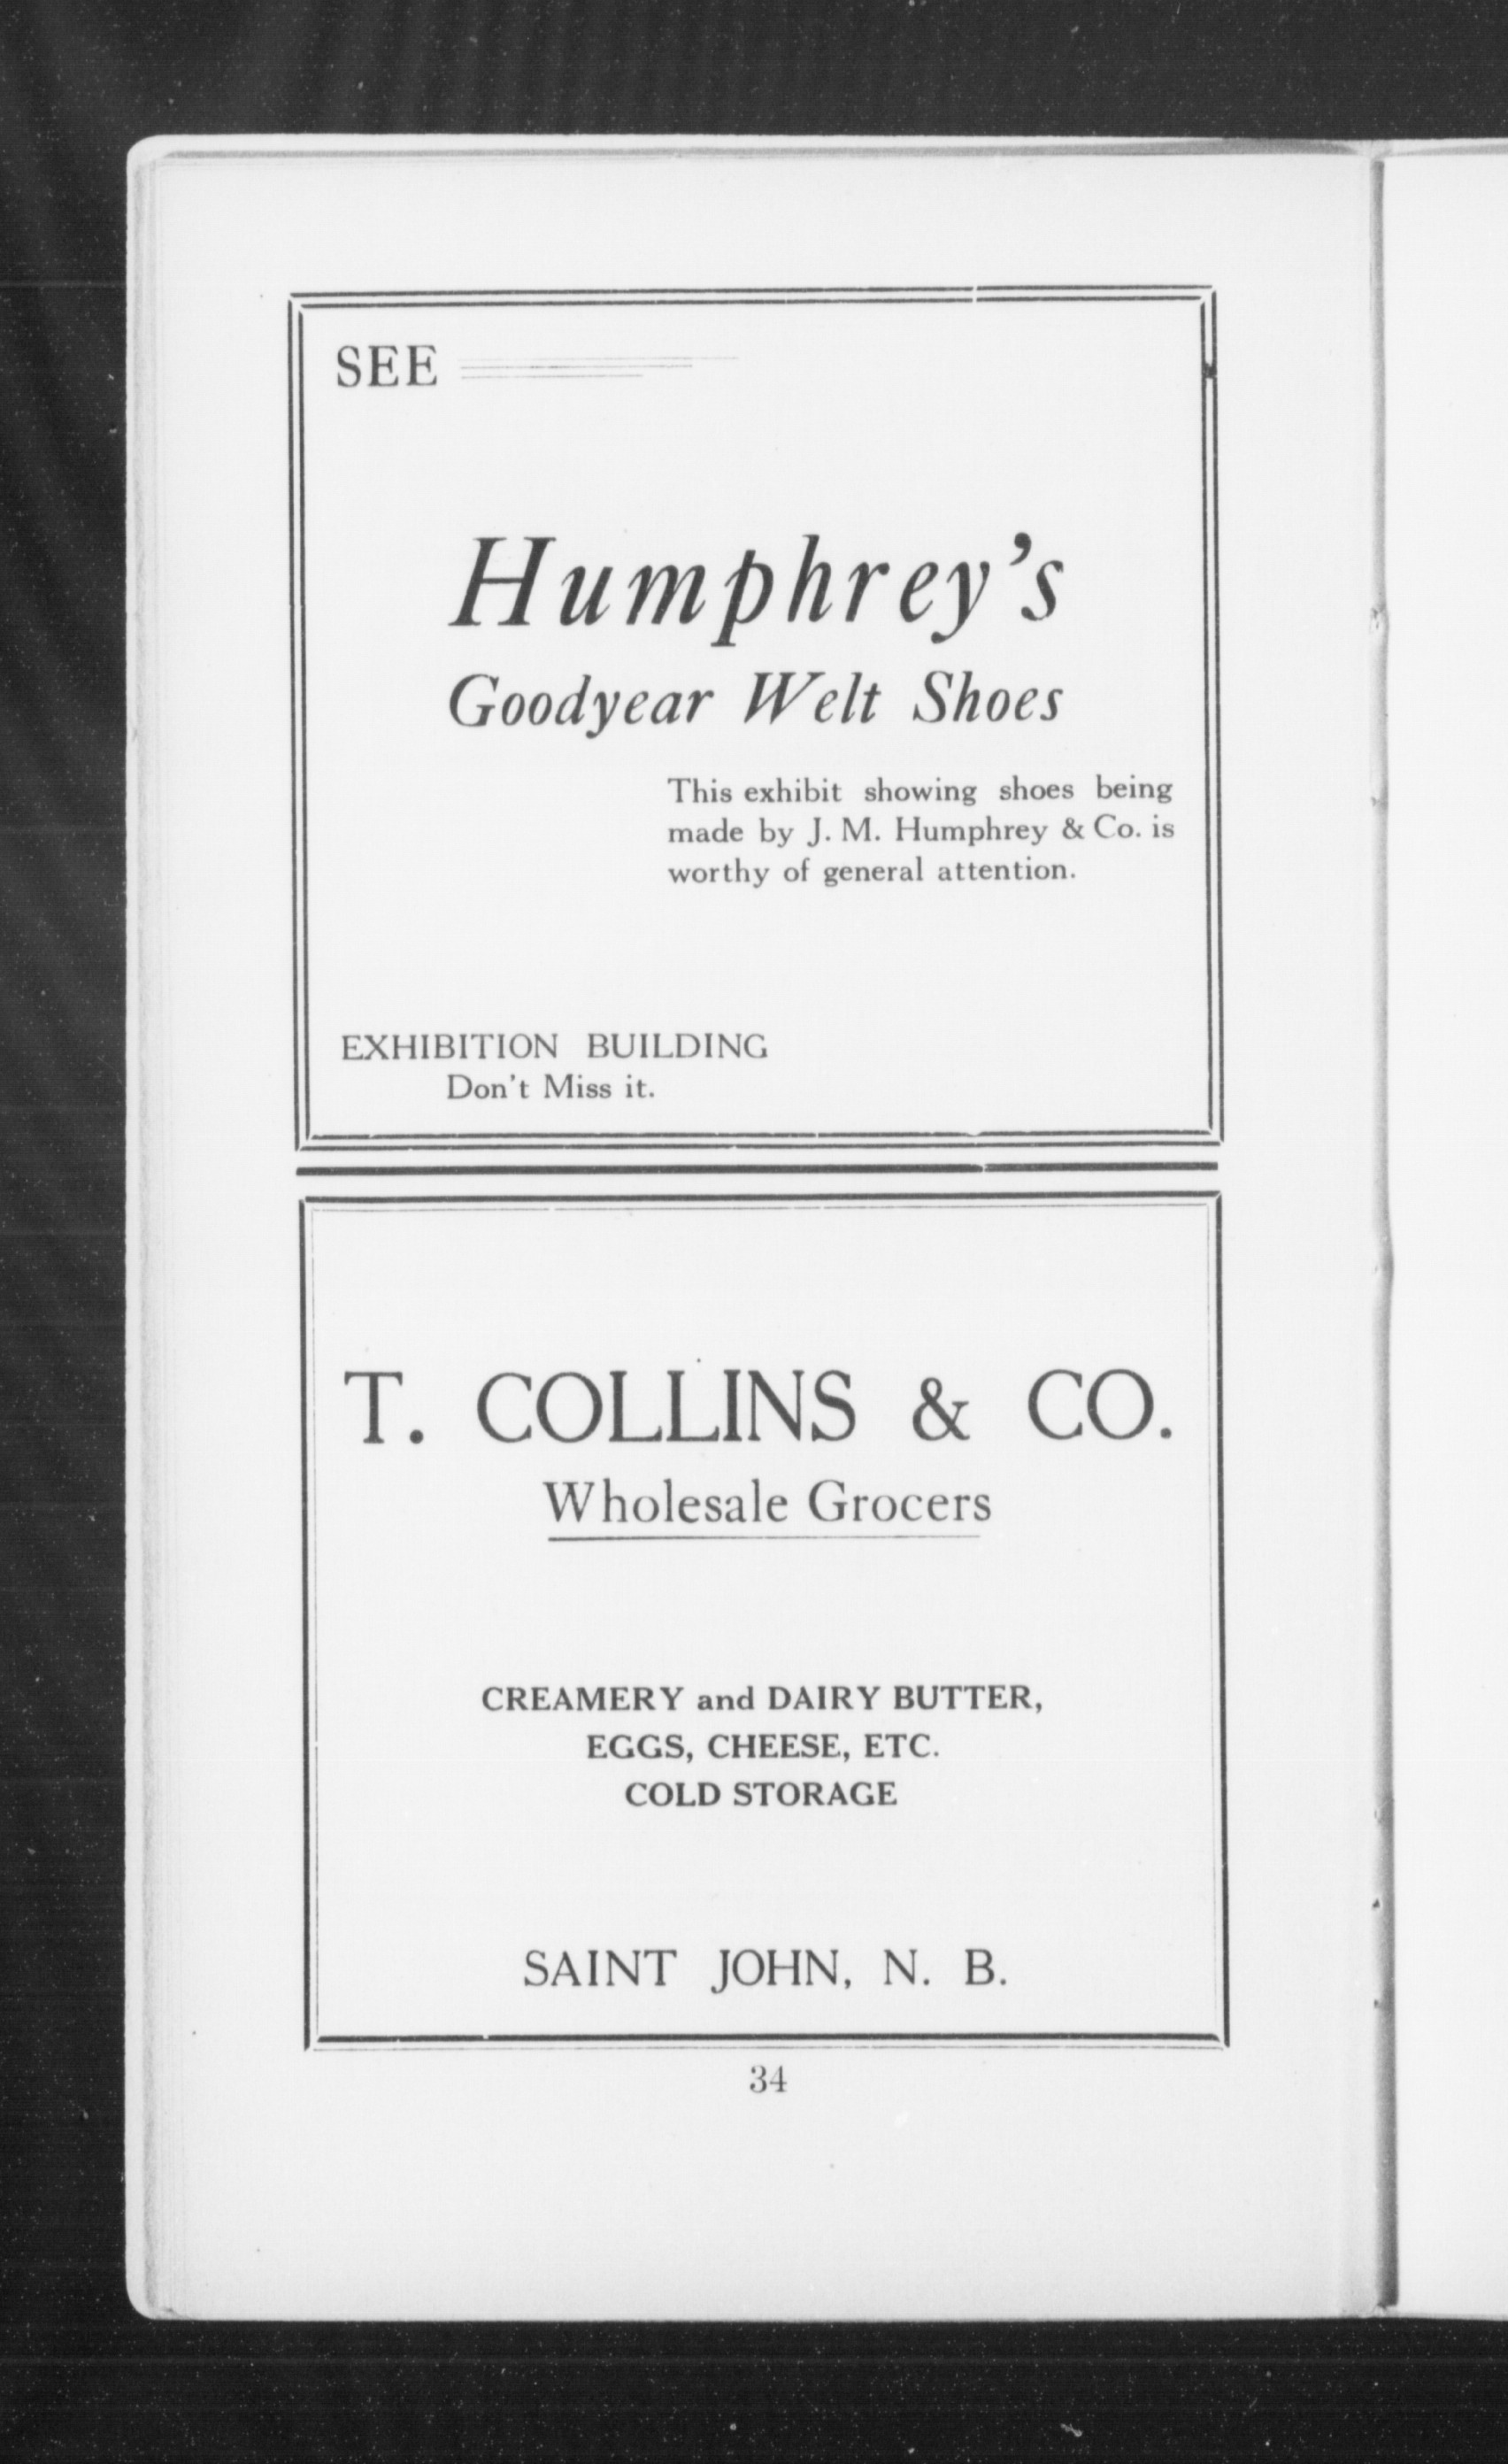 SEE
Humphrey's
Goodyear Welt Shoes
This exhibit showing shoes being
made by J. M. Humphrey & Co. is
worthy of general attention.
EXHIBITION BUILDING
Don't Miss it.
T. COLLINS & CO.
Wholesale Grocers
CREAMERY and DAIRY BUTTER,
EGGS, CHEESE, ETC.
COLD STORAGE
SAINT JOHN, N. B.
34